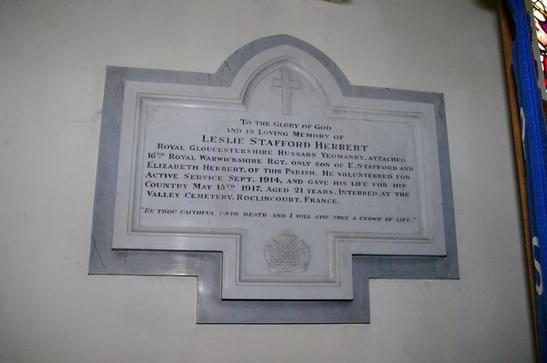 To the Glory of God
and in Loving Memory of
Leslie Stafford Herbert
Royal Gloucestershire Hussars Yeomanry, attached
16th Royal Warwickshire Rgt. only son of E. Stafford and
Elizabeth Herbert, of this Parish. He volunteered for
Active Service Sept. 1914, and gave his life for his
Country May 15th 1917. Aged 21 years. Interred at the
Valley Cemetery, Roclincourt, France.
"Be thou faithful unto death and I will give thee a crown of life."